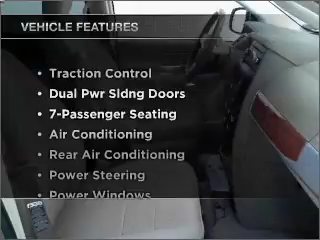 VEHICLE FEATURES
• Traction Control
• Dual Pwr Sldng Doors
• 7-Passenger Seating
• Air Conditioning
• Rear Air Conditioning
• Power Steering
• Power Windows